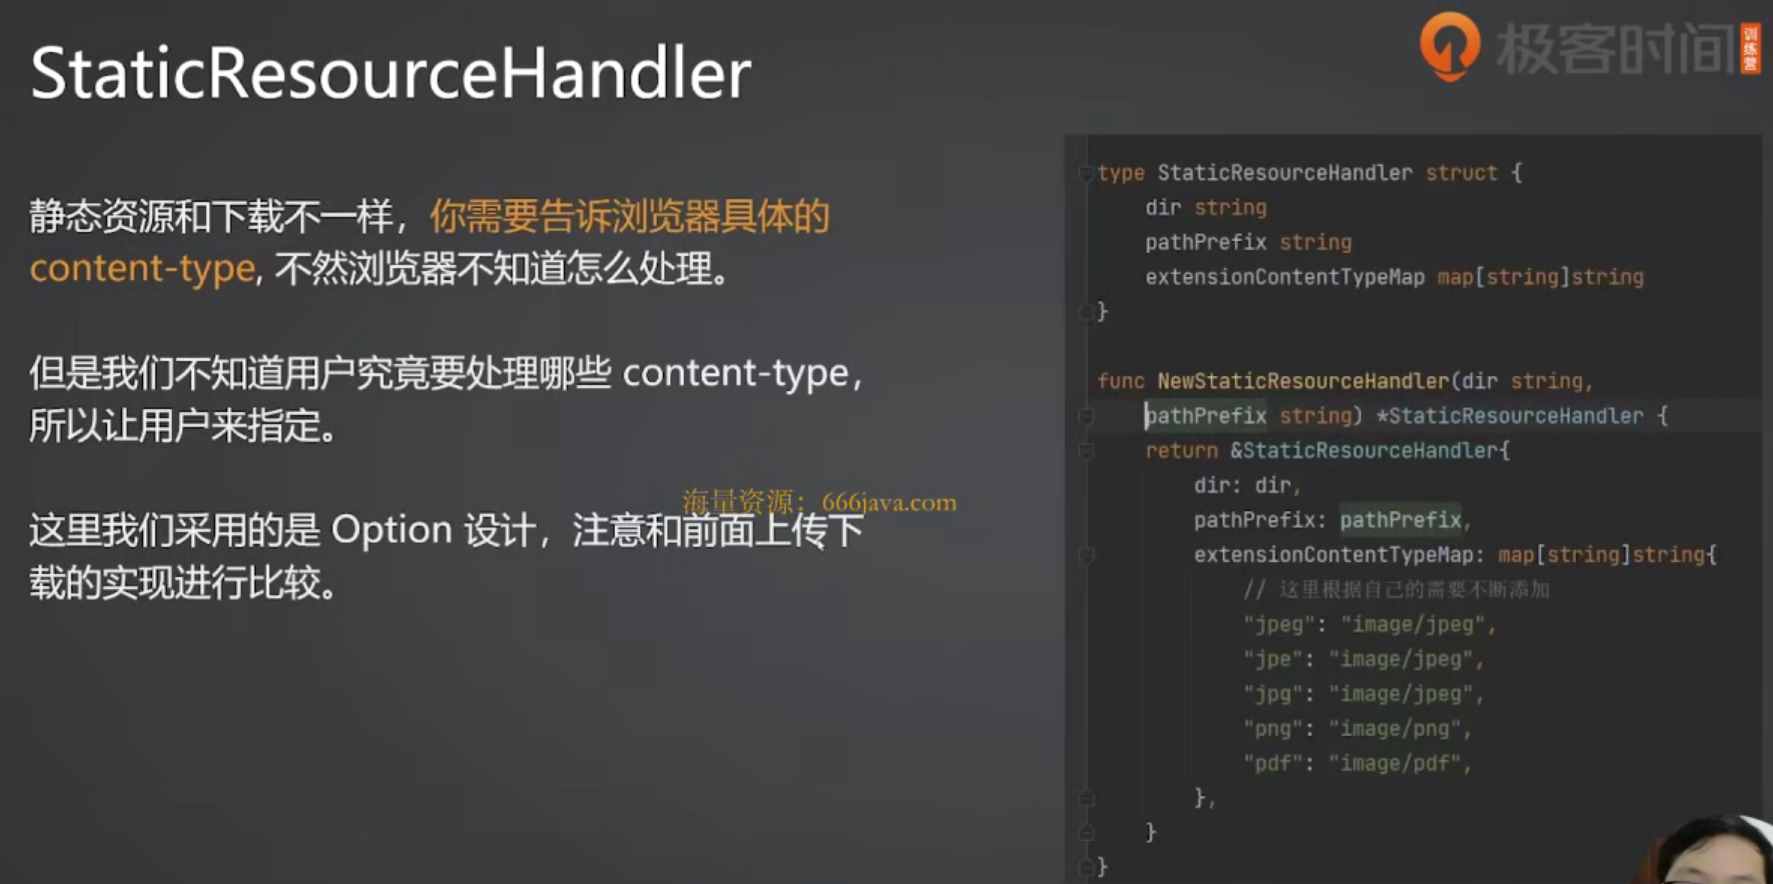 StaticResourceHandler
极客时间
训练营
静态资源和下载不一样，你需要告诉浏览器具体的
content-type, 不然浏览器不知道怎么处理。
但是我们不知道用户究竟要处理哪些 content-type，
所以让用户来指定。
海量资源：666java.com
这里我们采用的是 Option 设计，注意和前面上传下
载的实现进行比较。
type StaticResourceHandler struct {
dir string
pathPrefix string
extensionContentTypeMap map[string]string
}
func NewStaticResourceHandler(dir string,
pathPrefix string) *StaticResourceHandler {
return &StaticResourceHandler{
dir: dir,
pathPrefix: pathPrefix,
extensionContentTypeMap: map[string]string{
// 这里根据自己的需要不断添加
"jpeg": "image/jpeg",
"jpe": "image/jpeg",
"jpg": "image/jpeg",
"png": "image/png",
"pdf": "image/pdf",
},
}
}